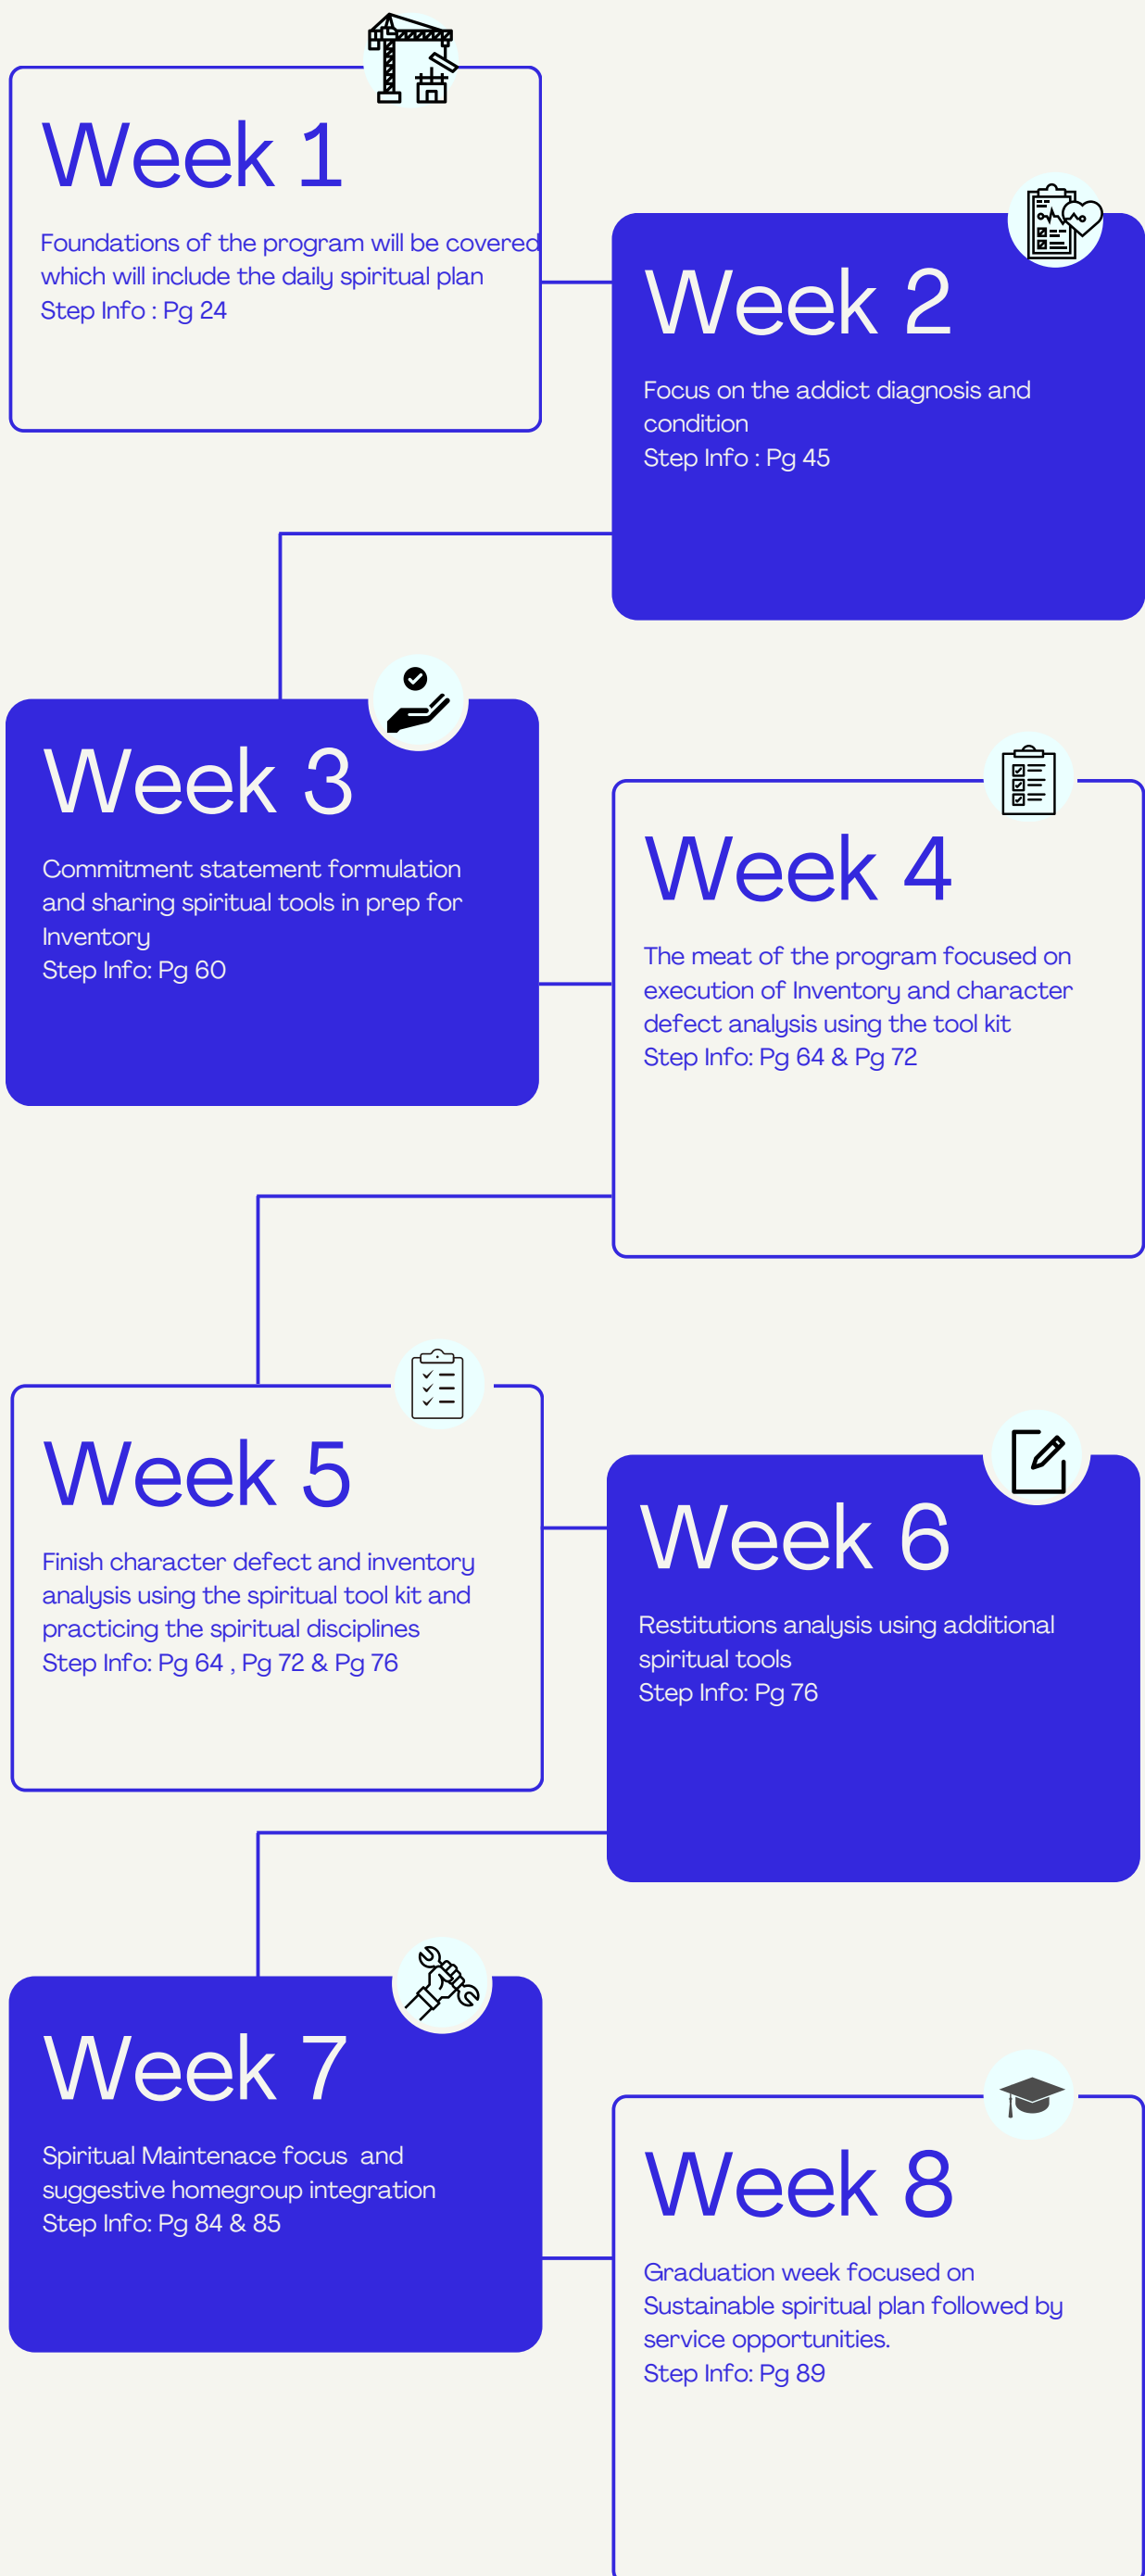 Week 1
Foundations of the program will be covered
which will include the daily spiritual plan
Step Info : Pg 24
Week 2
Focus on the addict diagnosis and
condition
Step Info : Pg 45
Week 3
Commitment statement formulation
and sharing spiritual tools in prep for
Inventory
Step Info: Pg 60
Week 4
The meat of the program focused on
execution of Inventory and character
defect analysis using the tool kit
Step Info: Pg 64 & Pg 72
Week 5
Finish character defect and inventory
analysis using the spiritual tool kit and
practicing the spiritual disciplines
Step Info: Pg 64 , Pg 72 & Pg 76
Week 6
Restitutions analysis using additional
spiritual tools
Step Info: Pg 76
Week 7
Spiritual Maintenace focus  and
suggestive homegroup integration
Step Info: Pg 84 & 85
Week 8
Graduation week focused on
Sustainable spiritual plan followed by
service opportunities.
Step Info: Pg 89